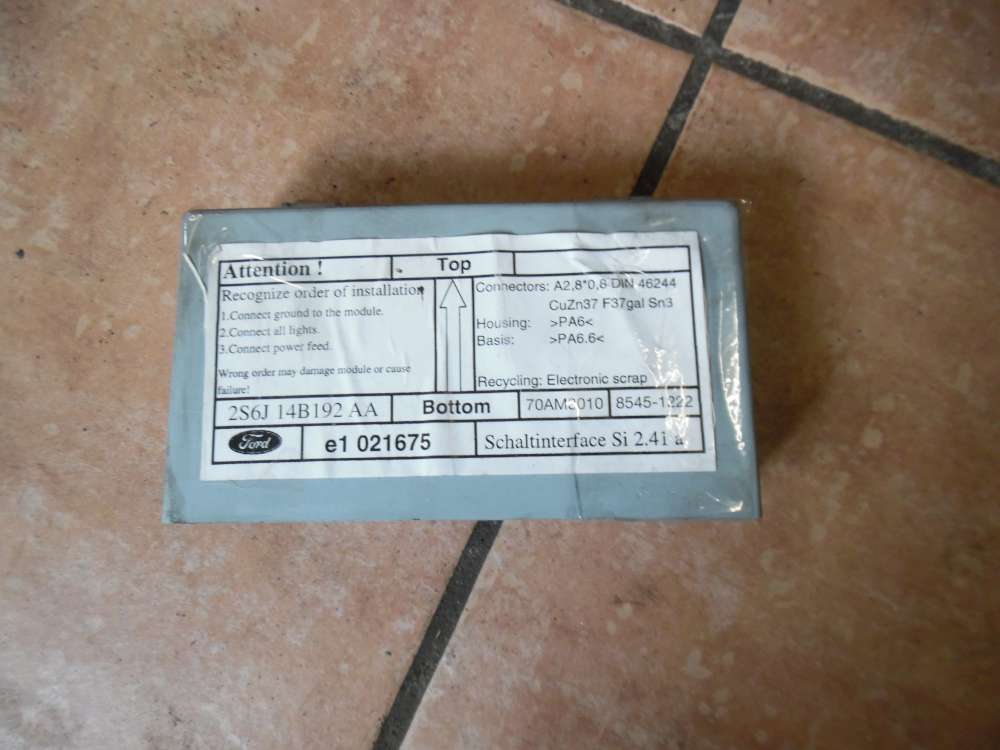 Attention !
Top
Recognize order of installation
1.Connect ground to the module.
2.Connect all lights.
3.Connect power feed.
Wrong order may damage module or cause
failure!
Connectors: A2,8*0,8 DIN 46244
CuZn37 F37gal Sn3
Housing: >PA6<
Basis: >PA6.6<
Recycling: Electronic scrap
2S6J 14B192 AA
Bottom
70AM3010
8545-1222
Ford
e1 021675
Schaltinterface Si 2.41 a